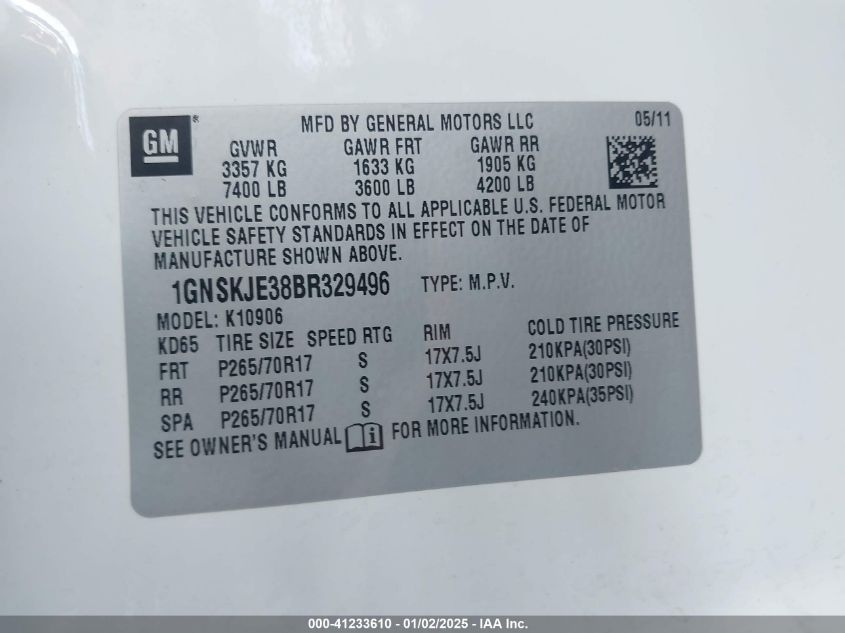 GM
MFD BY GENERAL MOTORS LLC 05/11
GVWR GAWR FRT GAWR RR
3357 KG 1633 KG 1905 KG
7400 LB 3600 LB 4200 LB
THIS VEHICLE CONFORMS TO ALL APPLICABLE U.S. FEDERAL MOTOR
VEHICLE SAFETY STANDARDS IN EFFECT ON THE DATE OF
MANUFACTURE SHOWN ABOVE.
1GNSKJE38BR329496 TYPE: M.P.V.
MODEL: K10906
KD65 TIRE SIZE SPEED RTG RIM COLD TIRE PRESSURE
FRT P265/70R17 S 17X7.5J 210KPA(30PSI)
RR P265/70R17 S 17X7.5J 210KPA(30PSI)
SPA P265/70R17 S 17X7.5J 240KPA(35PSI)
SEE OWNER'S MANUAL i FOR MORE INFORMATION.
000-41233610 - 01/02/2025 - IAA Inc.